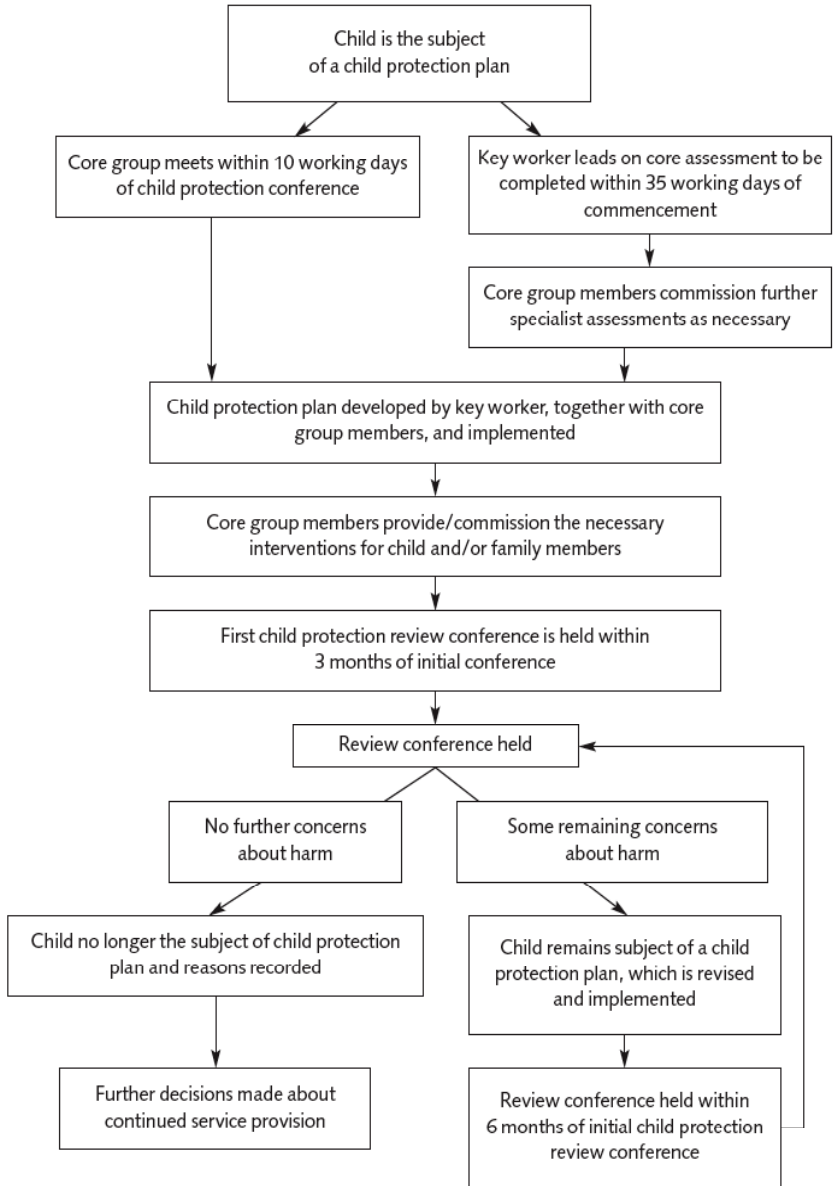 Child is the subject
of a child protection plan
Core group meets within 10 working days
of child protection conference
Key worker leads on core assessment to be
completed within 35 working days of
commencement
Core group members commission further
specialist assessments as necessary
Child protection plan developed by key worker, together with core
group members, and implemented
Core group members provide/commission the necessary
interventions for child and/or family members
First child protection review conference is held within
3 months of initial conference
Review conference held
No further concerns
about harm
Some remaining concerns
about harm
Child no longer the subject of child protection
plan and reasons recorded
Child remains subject of a child
protection plan, which is revised
and implemented
Further decisions made about
continued service provision
Review conference held within
6 months of initial child protection
review conference